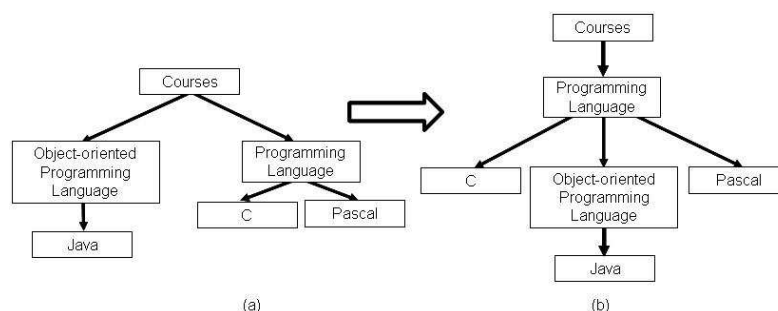 Courses
Object-oriented
Programming
Language
Programming
Language
C
Pascal
Java
(a)
Courses
Programming
Language
C
Object-oriented
Programming
Language
Pascal
Java
(b)